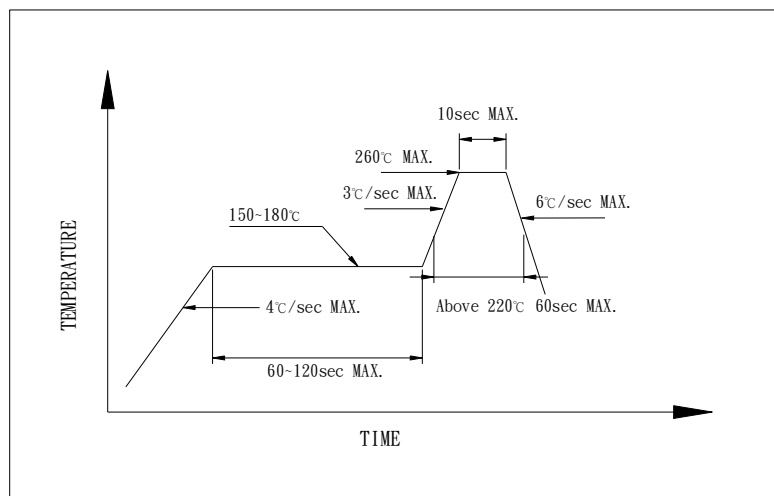 10sec MAX.
260℃ MAX.
3℃/sec MAX.
6℃/sec MAX.
150~180℃
TEMPERATURE
4℃/sec MAX.
Above 220℃ 60sec MAX.
60~120sec MAX.
TIME